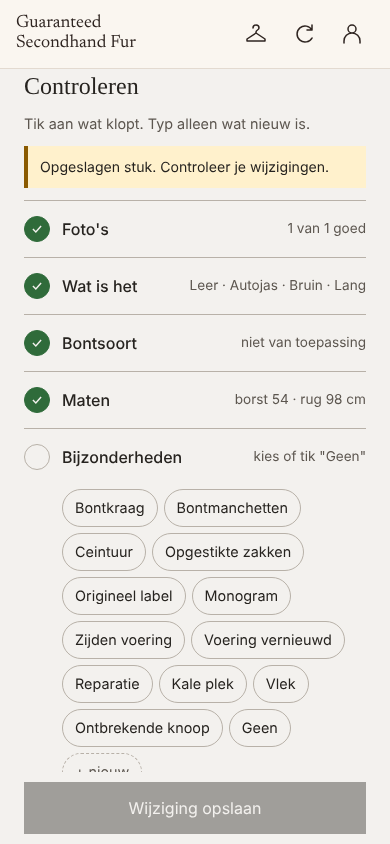 Guaranteed
Secondhand Fur
Controleren
Tik aan wat klopt. Typ alleen wat nieuw is.
Opgeslagen stuk. Controleer je wijzigingen.
Foto's 1 van 1 goed
Wat is het Leer · Autojas · Bruin · Lang
Bontsoort niet van toepassing
Maten borst 54 · rug 98 cm
Bijzonderheden kies of tik "Geen"
Bontkraag Bontmanchetten
Ceintuur Opgestikte zakken
Origineel label Monogram
Zijden voering Voering vernieuwd
Reparatie Kale plek Vlek
Ontbrekende knoop Geen
+ nieuw
Wijziging opslaan